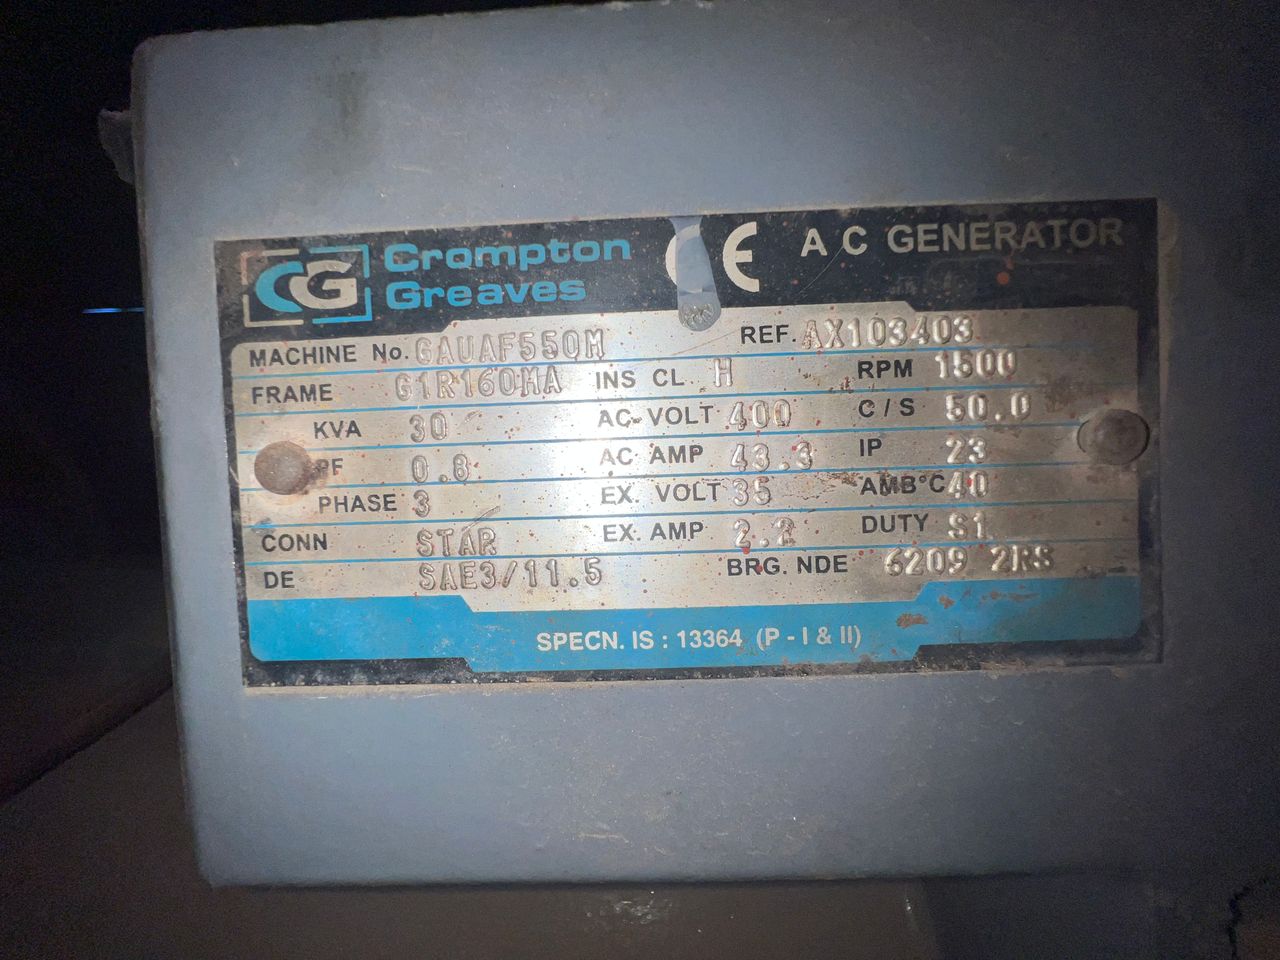 CG Crompton Greaves CE A C GENERATOR
MACHINE No. GAUAF550M REF. AX103403
FRAME G1R160MA INS CL H RPM 1500
KVA 30 AC VOLT 400 C / S 50.0
PF 0.8 AC AMP 43.3 IP 23
PHASE 3 EX. VOLT 35 AMB°C 40
CONN STAR EX. AMP 2.2 DUTY S1
DE SAE3/11.5 BRG. NDE 6209 2RS
SPECN. IS : 13364 (P - I & II)